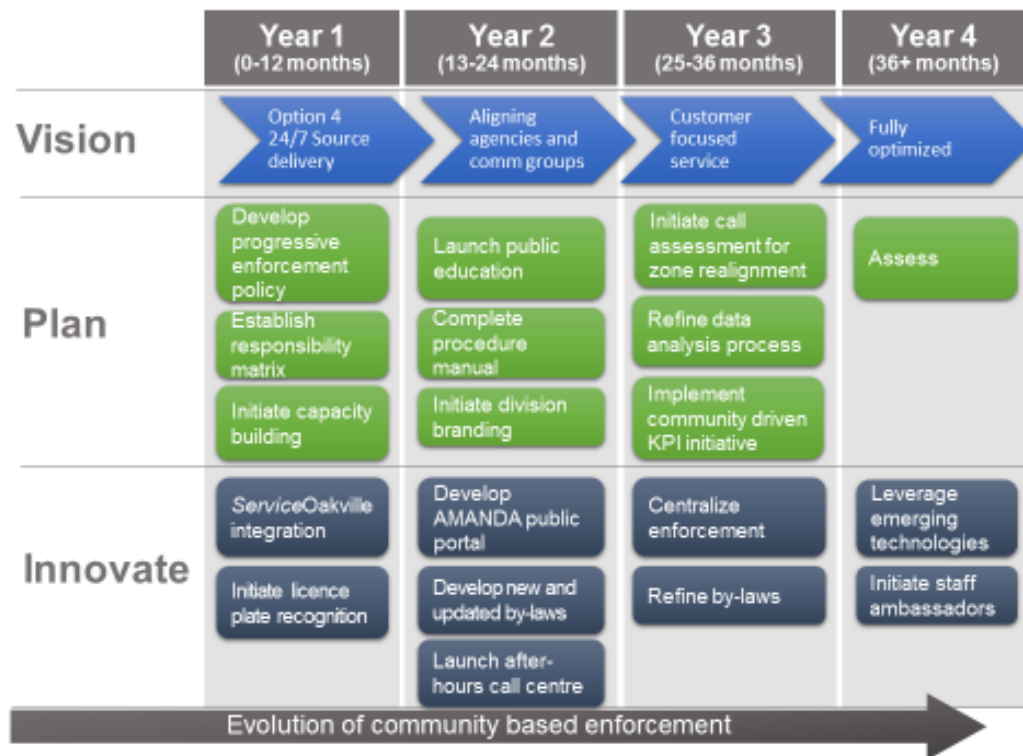 Year 1
(0-12 months)
Year 2
(13-24 months)
Year 3
(25-36 months)
Year 4
(36+ months)
Vision
Option 4
24/7 Source
delivery
Aligning
agencies and
comm groups
Customer
focused
service
Fully
optimized
Plan
Develop
progressive
enforcement
policy
Establish
responsibility
matrix
Initiate capacity
building
Launch public
education
Complete
procedure
manual
Initiate division
branding
Initiate call
assessment for
zone realignment
Refine data
analysis process
Implement
community driven
KPI initiative
Assess
Innovate
ServiceOakville
integration
Initiate licence
plate recognition
Develop
AMANDA public
portal
Develop new and
updated by-laws
Launch after-
hours call centre
Centralize
enforcement
Refine by-laws
Leverage
emerging
technologies
Initiate staff
ambassadors
Evolution of community based enforcement